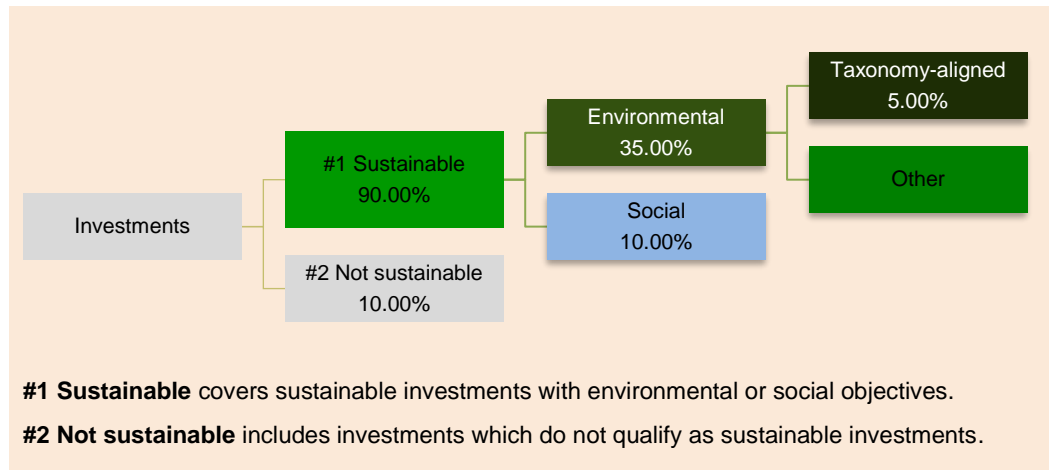 Taxonomy-aligned
5.00%
Environmental
35.00%
#1 Sustainable
90.00%
Other
Social
10.00%
Investments
#2 Not sustainable
10.00%
#1 Sustainable covers sustainable investments with environmental or social objectives.
#2 Not sustainable includes investments which do not qualify as sustainable investments.